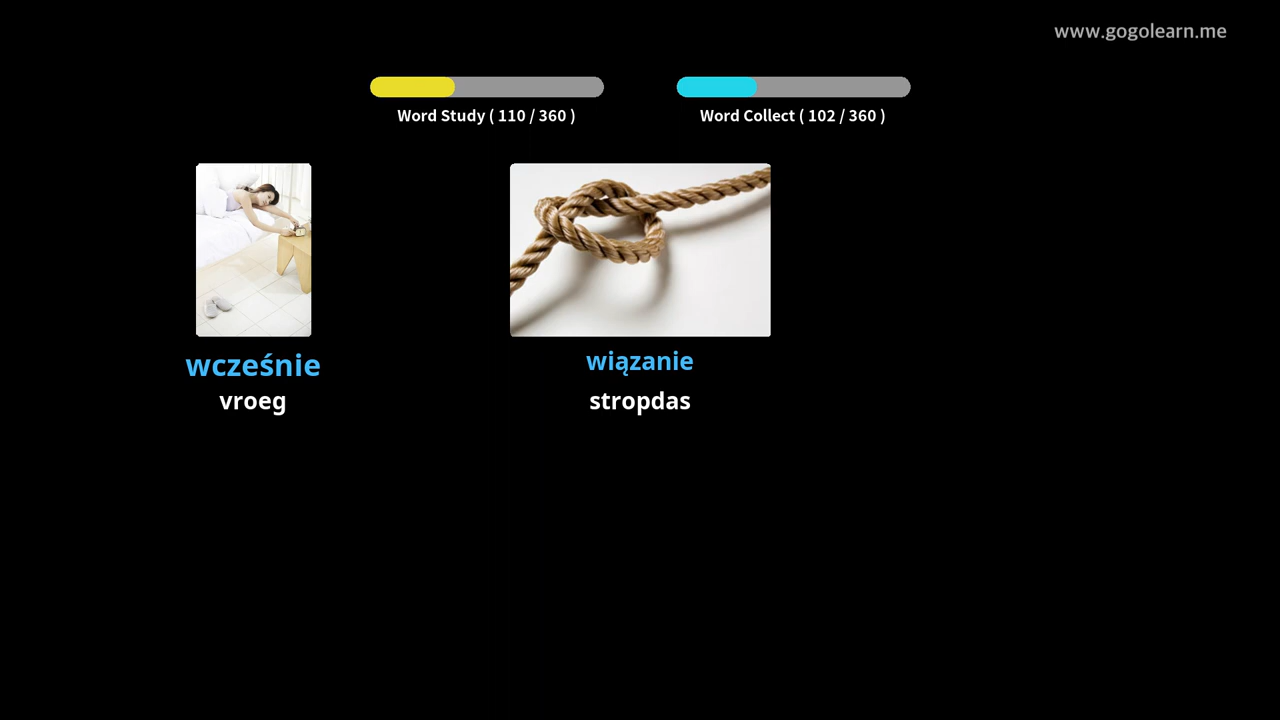 www.gogolearn.me
Word Study ( 110 / 360 )
Word Collect ( 102 / 360 )
wcześnie
vroeg
wiązanie
stropdas